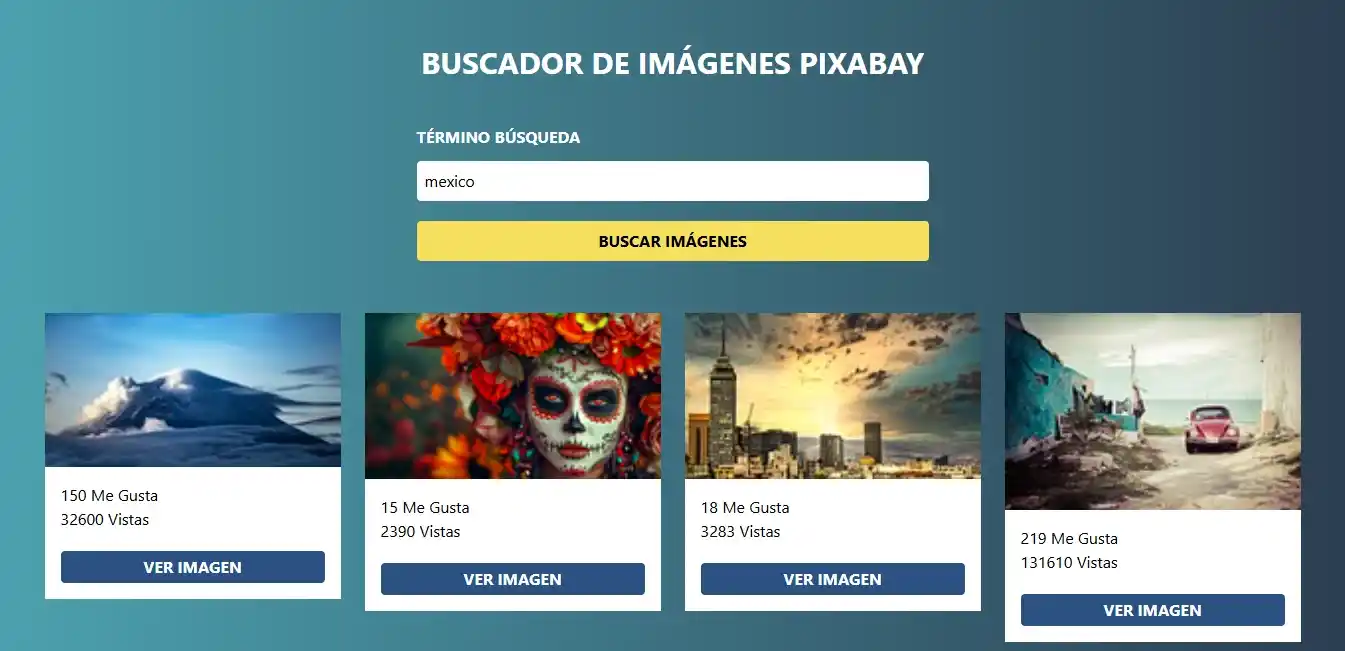 BUSCADOR DE IMÁGENES PIXABAY
TÉRMINO BÚSQUEDA
mexico
BUSCAR IMÁGENES
150 Me Gusta
32600 Vistas
VER IMAGEN
15 Me Gusta
2390 Vistas
VER IMAGEN
18 Me Gusta
3283 Vistas
VER IMAGEN
219 Me Gusta
131610 Vistas
VER IMAGEN